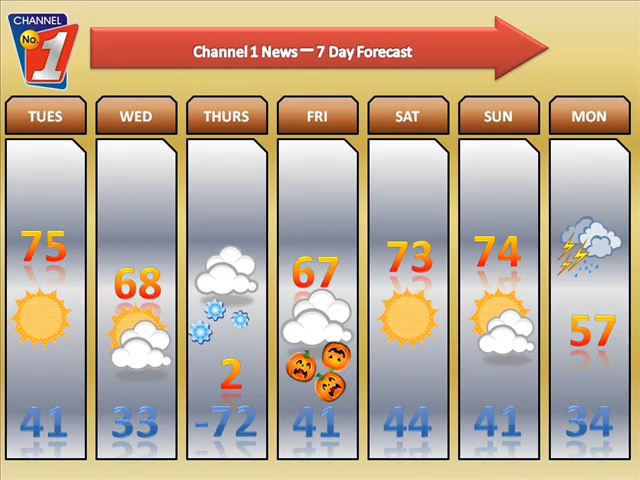 CHANNEL
No.
1
Channel 1 News — 7 Day Forecast
TUES WED THURS FRI SAT SUN MON
75 68 2 67 73 74 57
41 33 -72 41 44 41 34